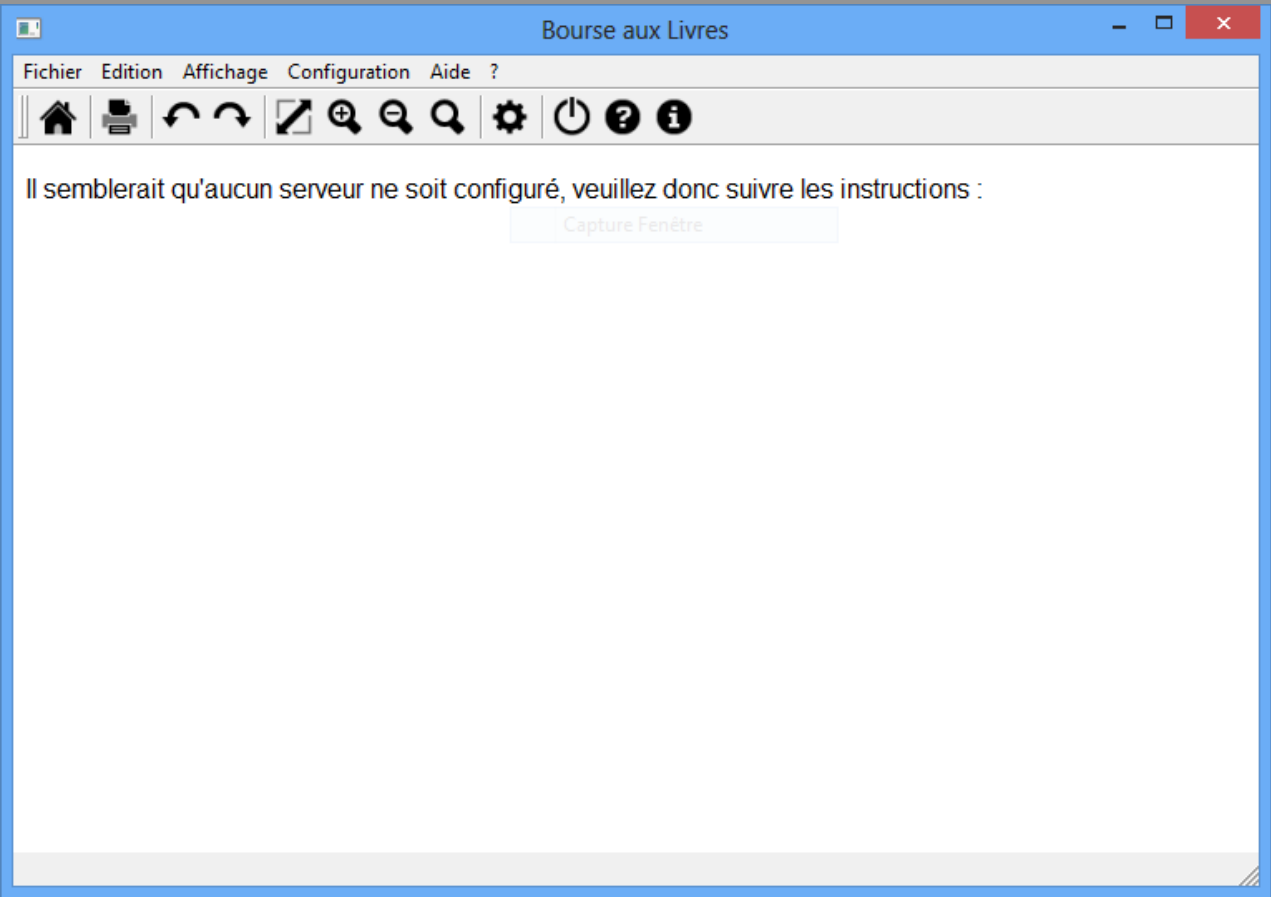 Bourse aux Livres
Fichier Edition Affichage Configuration Aide ?
Il semblerait qu'aucun serveur ne soit configuré, veuillez donc suivre les instructions :
Capture Fenêtre